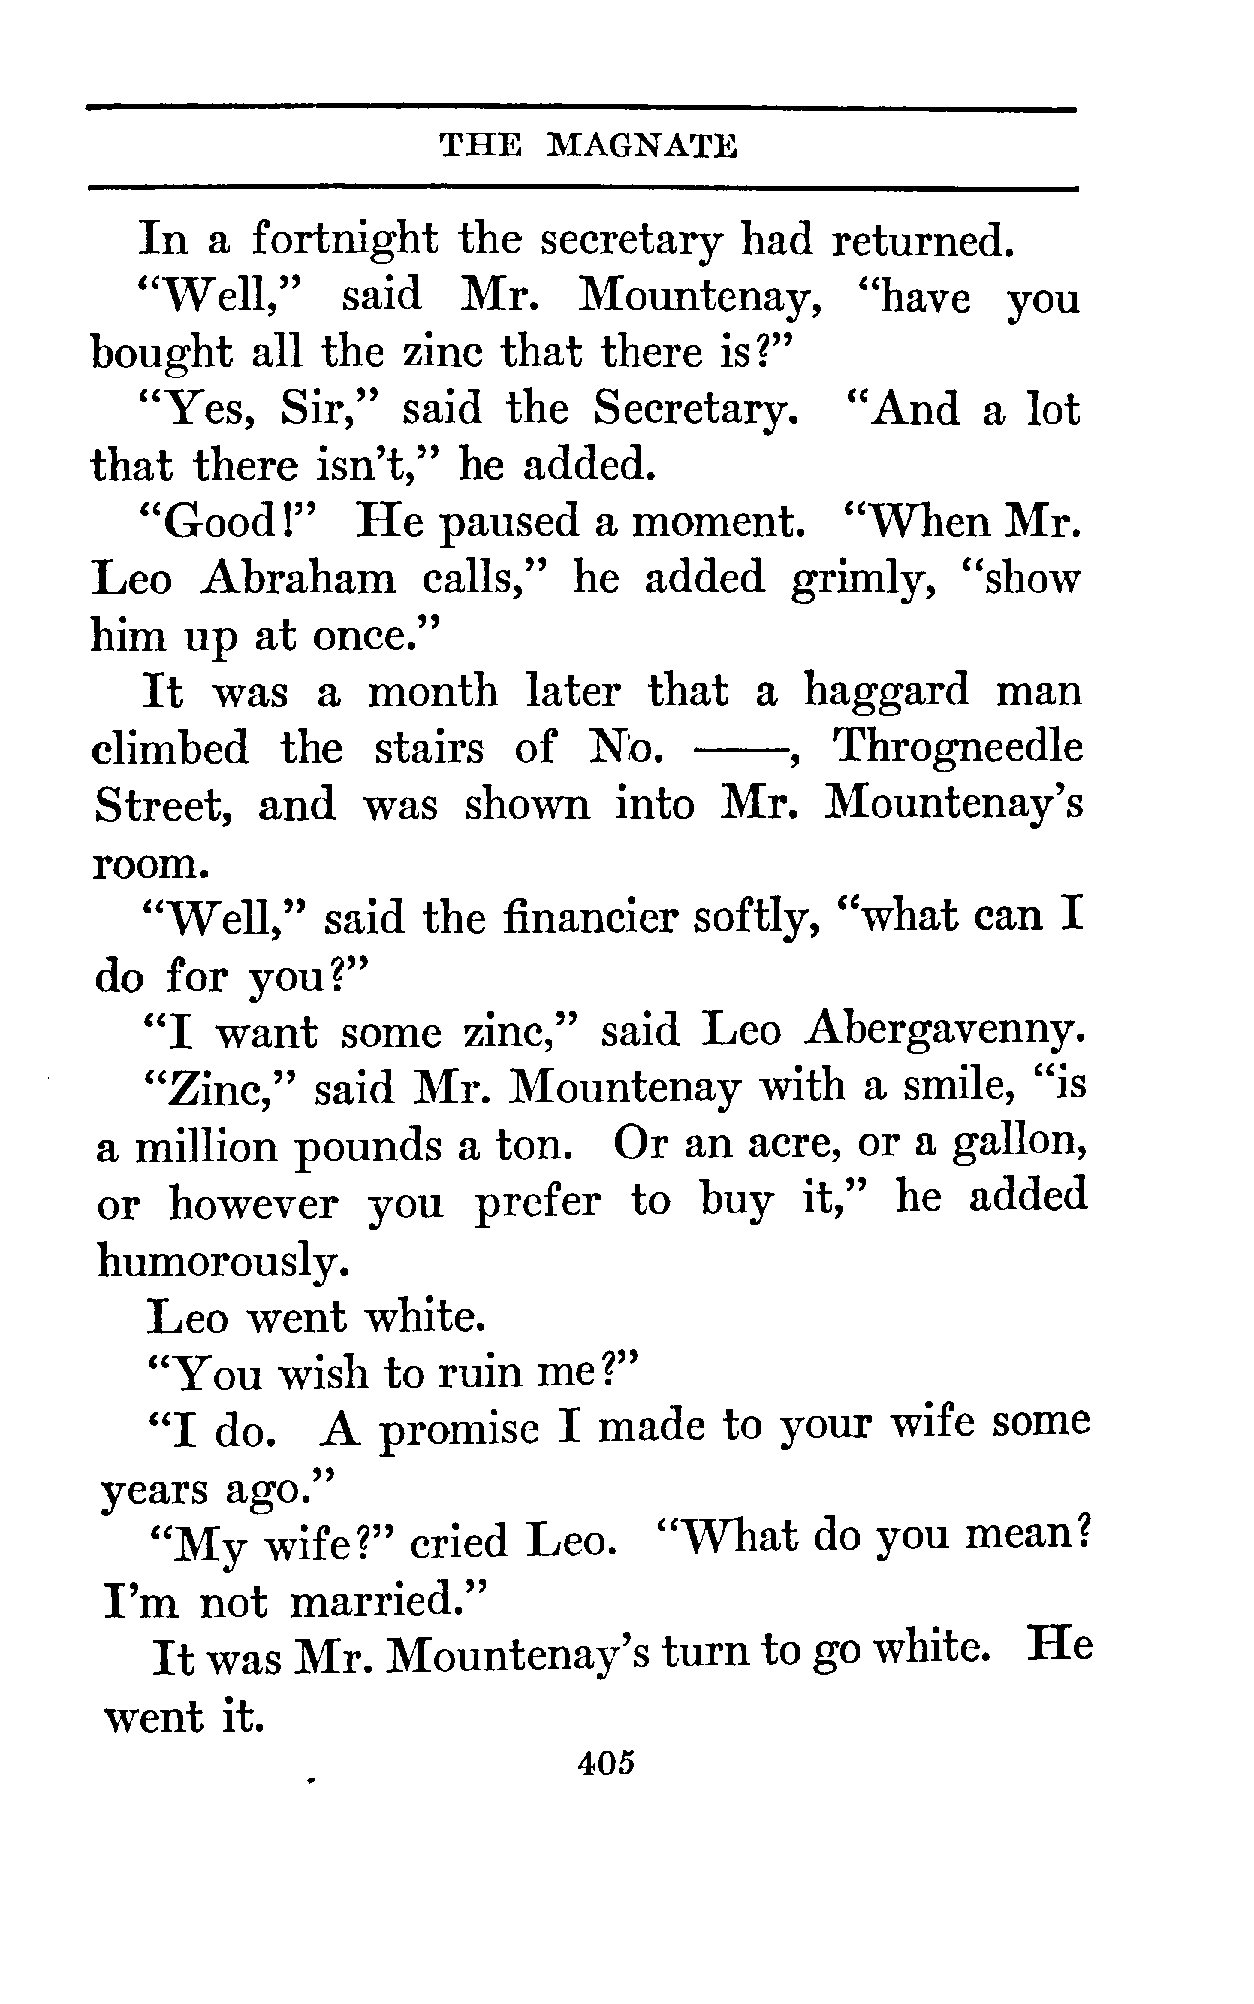 THE MAGNATE
In a fortnight the secretary had returned.
“Well,” said Mr. Mountenay, “have you
bought all the zinc that there is?”
“Yes, Sir,” said the Secretary. “And a lot
that there isn’t,” he added.
“Good!” He paused a moment. “When Mr.
Leo Abraham calls,” he added grimly, “show
him up at once.”
It was a month later that a haggard man
climbed the stairs of No. ——, Throgneedle
Street, and was shown into Mr. Mountenay’s
room.
“Well,” said the financier softly, “what can I
do for you?”
“I want some zinc,” said Leo Abergavenny.
“Zinc,” said Mr. Mountenay with a smile, “is
a million pounds a ton. Or an acre, or a gallon,
or however you prefer to buy it,” he added
humorously.
Leo went white.
“You wish to ruin me?”
“I do. A promise I made to your wife some
years ago.”
“My wife?” cried Leo. “What do you mean?
I’m not married.”
It was Mr. Mountenay’s turn to go white. He
went it.
405